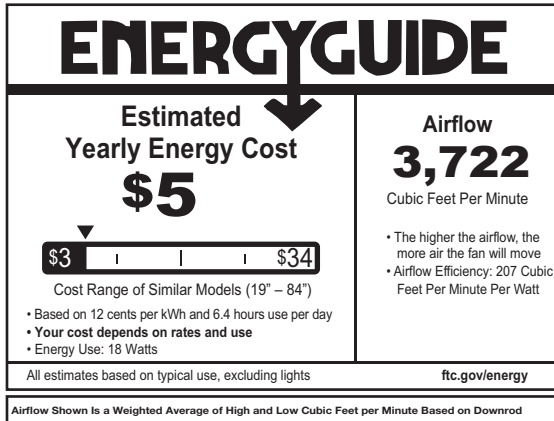 ENERGYGUIDE
Estimated
Yearly Energy Cost
$5
$3
$34
Cost Range of Similar Models (19” – 84”)
• Based on 12 cents per kWh and 6.4 hours use per day
• Your cost depends on rates and use
• Energy Use: 18 Watts
Airflow
3,722
Cubic Feet Per Minute
• The higher the airflow, the
more air the fan will move
• Airflow Efficiency: 207 Cubic
Feet Per Minute Per Watt
All estimates based on typical use, excluding lights
ftc.gov/energy
Airflow Shown Is a Weighted Average of High and Low Cubic Feet per Minute Based on Downrod